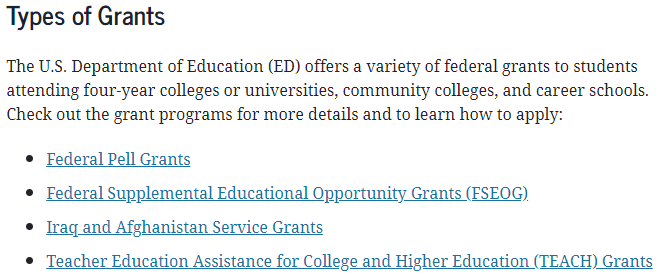 Types of Grants
The U.S. Department of Education (ED) offers a variety of federal grants to students
attending four-year colleges or universities, community colleges, and career schools.
Check out the grant programs for more details and to learn how to apply:
• Federal Pell Grants
• Federal Supplemental Educational Opportunity Grants (FSEOG)
• Iraq and Afghanistan Service Grants
• Teacher Education Assistance for College and Higher Education (TEACH) Grants